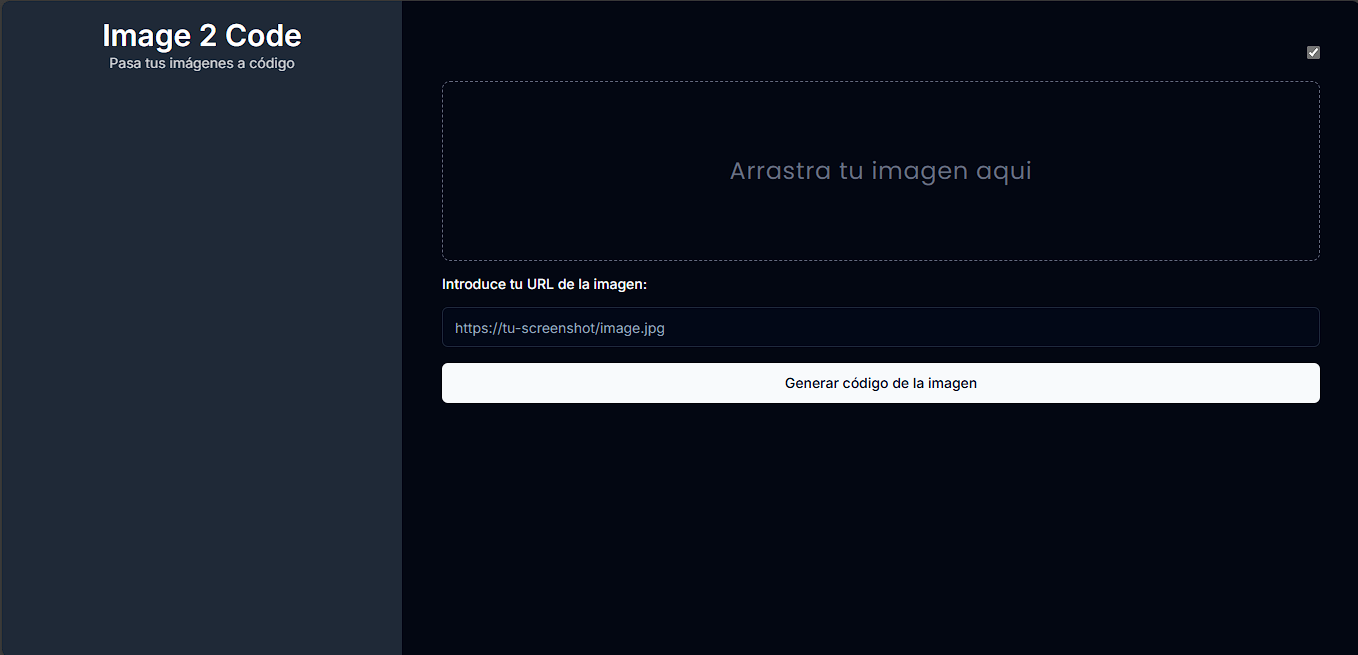 Image 2 Code
Pasa tus imágenes a código
Arrastra tu imagen aqui
Introduce tu URL de la imagen:
https://tu-screenshot/image.jpg
Generar código de la imagen